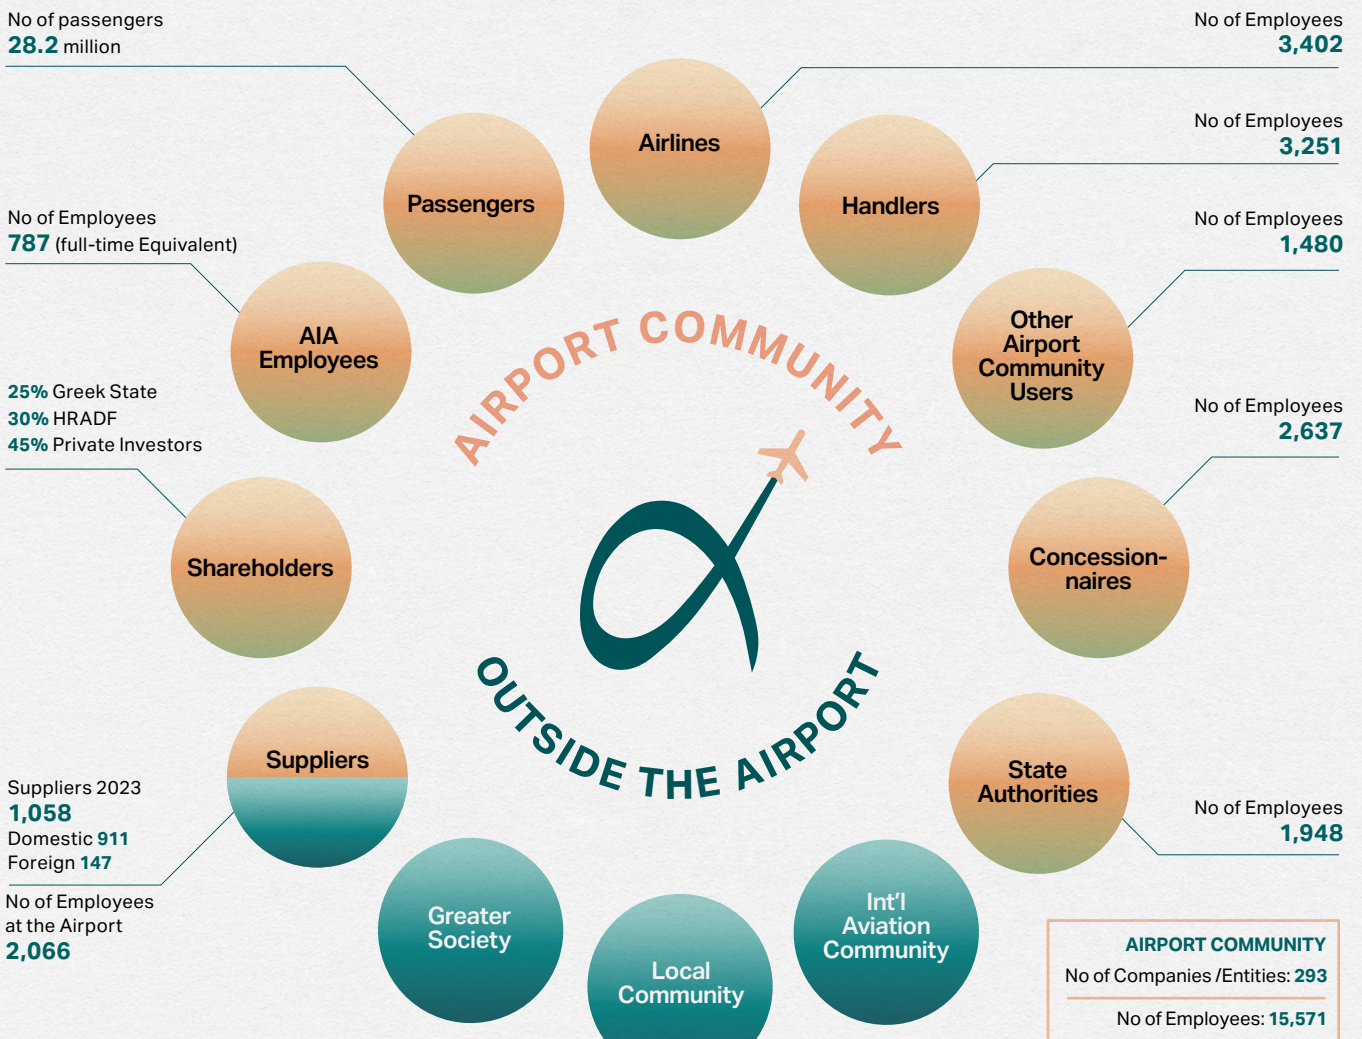 No of passengers
28.2 million
No of Employees
3,402
Airlines
No of Employees
3,251
Passengers
Handlers
No of Employees
787 (full-time Equivalent)
No of Employees
1,480
AIA
Employees
Other
Airport
Community
Users
AIRPORT COMMUNITY
25% Greek State
30% HRADF
45% Private Investors
No of Employees
2,637
Shareholders
Concession-
naires
OUTSIDE THE AIRPORT
Suppliers
State
Authorities
Suppliers 2023
1,058
Domestic 911
Foreign 147
No of Employees
at the Airport
2,066
No of Employees
1,948
Greater
Society
Local
Community
Int'l
Aviation
Community
AIRPORT COMMUNITY
No of Companies /Entities: 293
No of Employees: 15,571